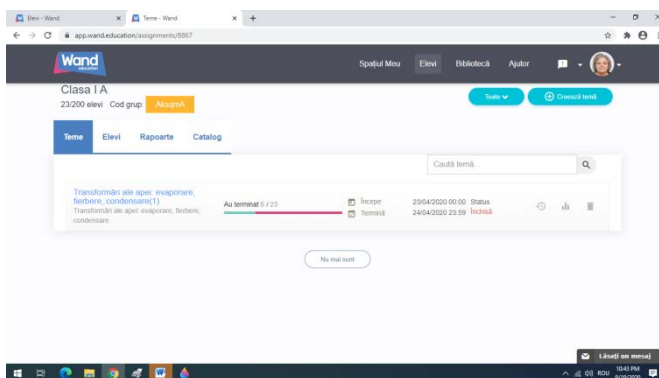 Elevi - Wand
Teme - Wand
app.wand.education/assignments/8867
Wand
education
Spațiul Meu
Elevi
Bibliotecă
Ajutor
Clasa I A
23/200 elevi Cod grup:
Toate
Creează temă
Teme
Elevi
Rapoarte
Catalog
Caută temă
Transformări ale apei: evaporare,
fierbere, condensare(1)
Transformări ale apei: evaporare, fierbere,
condensare
Au terminat 6 / 23
Începe
Termină
23/04/2020 00:00 Status
24/04/2020 23:59 Închisă
Nu mai sunt
Lăsați un mesaj
ROU
10:43 PM
9/29/2020